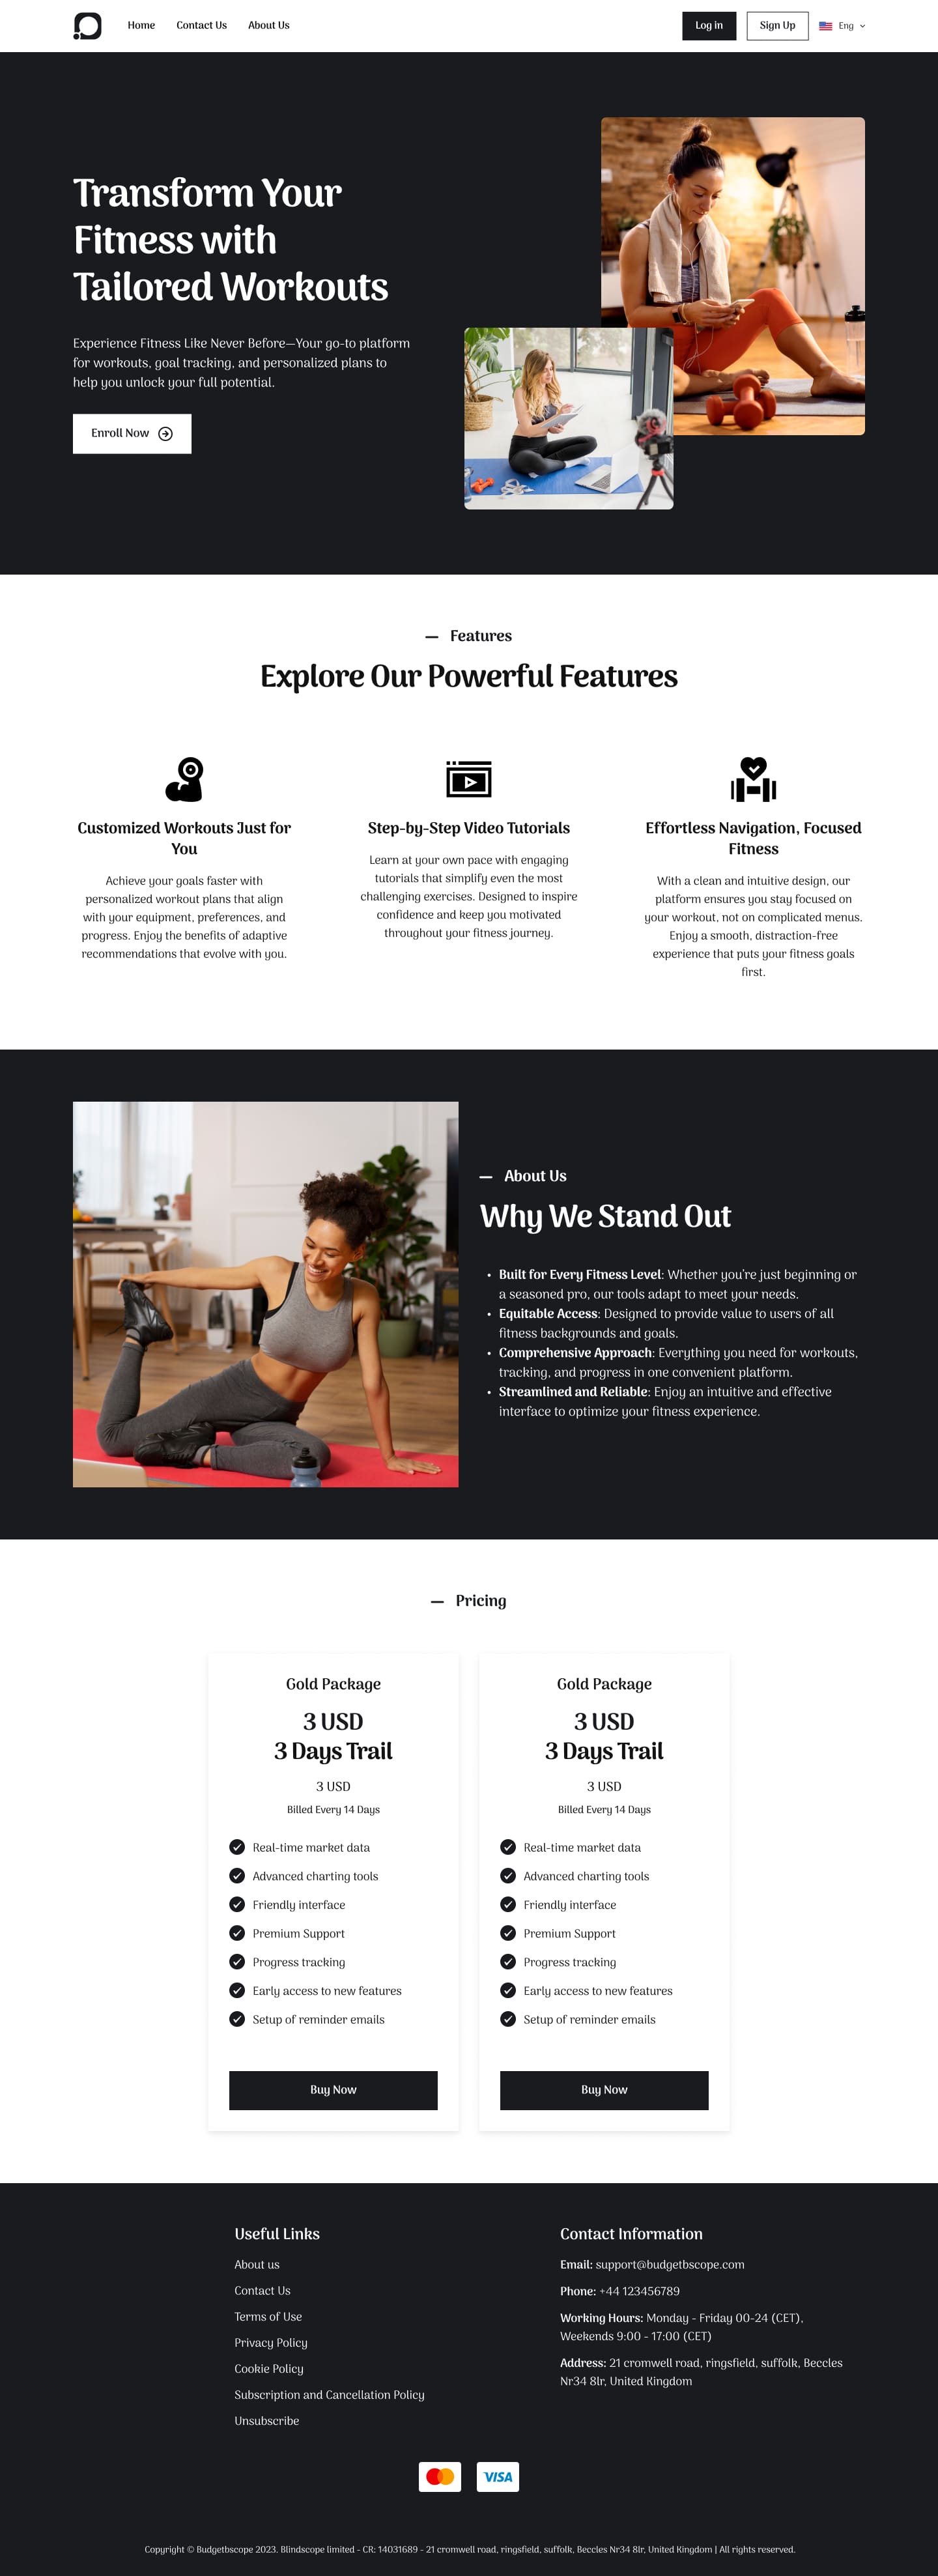 Home Contact Us About Us Log in Sign Up Eng
Transform Your
Fitness with
Tailored Workouts
Experience Fitness Like Never Before—Your go-to platform
for workouts, goal tracking, and personalized plans to
help you unlock your full potential.
Enroll Now
Features
Explore Our Powerful Features
Customized Workouts Just for
You
Achieve your goals faster with
personalized workout plans that align
with your equipment, preferences, and
progress. Enjoy the benefits of adaptive
recommendations that evolve with you.
Step-by-Step Video Tutorials
Learn at your own pace with engaging
tutorials that simplify even the most
challenging exercises. Designed to inspire
confidence and keep you motivated
throughout your fitness journey.
Effortless Navigation, Focused
Fitness
With a clean and intuitive design, our
platform ensures you stay focused on
your workout, not on complicated menus.
Enjoy a smooth, distraction-free
experience that puts your fitness goals
first.
About Us
Why We Stand Out
• Built for Every Fitness Level: Whether you're just beginning or
a seasoned pro, our tools adapt to meet your needs.
• Equitable Access: Designed to provide value to users of all
fitness backgrounds and goals.
• Comprehensive Approach: Everything you need for workouts,
tracking, and progress in one convenient platform.
• Streamlined and Reliable: Enjoy an intuitive and effective
interface to optimize your fitness experience.
Pricing
Gold Package
3 USD
3 Days Trail
3 USD
Billed Every 14 Days
Real-time market data
Advanced charting tools
Friendly interface
Premium Support
Progress tracking
Early access to new features
Setup of reminder emails
Buy Now
Gold Package
3 USD
3 Days Trail
3 USD
Billed Every 14 Days
Real-time market data
Advanced charting tools
Friendly interface
Premium Support
Progress tracking
Early access to new features
Setup of reminder emails
Buy Now
Useful Links
About us
Contact Us
Terms of Use
Privacy Policy
Cookie Policy
Subscription and Cancellation Policy
Unsubscribe
Contact Information
Email: support@budgetbscope.com
Phone: +44 123456789
Working Hours: Monday - Friday 00-24 (CET),
Weekends 9:00 - 17:00 (CET)
Address: 21 cromwell road, ringsfield, suffolk, Beccles
Nr34 8lr, United Kingdom
VISA
Copyright © Budgetbscope 2023. Blindscope limited - CR: 14031689 - 21 cromwell road, ringsfield, suffolk, Beccles Nr34 8lr, United Kingdom | All rights reserved.